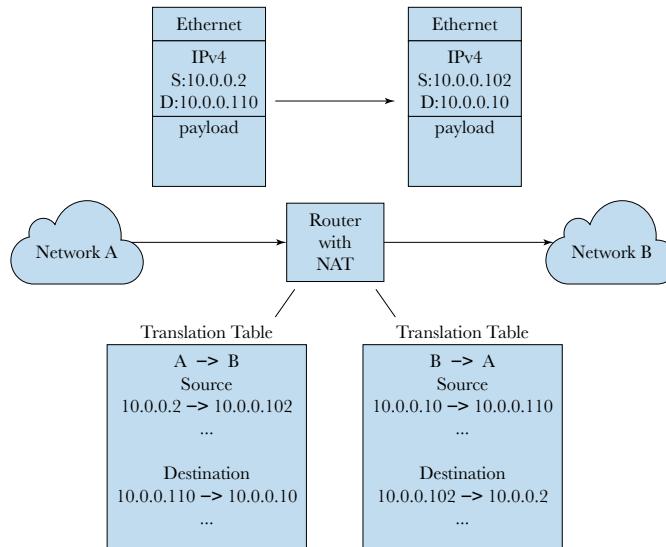 Ethernet
IPv4
S:10.0.0.2
D:10.0.0.110
payload
Ethernet
IPv4
S:10.0.0.102
D:10.0.0.10
payload
Network A
Router
with
NAT
Network B
Translation Table
A -> B
Source
10.0.0.2 -> 10.0.0.102
...
Destination
10.0.0.110 -> 10.0.0.10
...
Translation Table
B -> A
Source
10.0.0.10 -> 10.0.0.110
...
Destination
10.0.0.102 -> 10.0.0.2
...